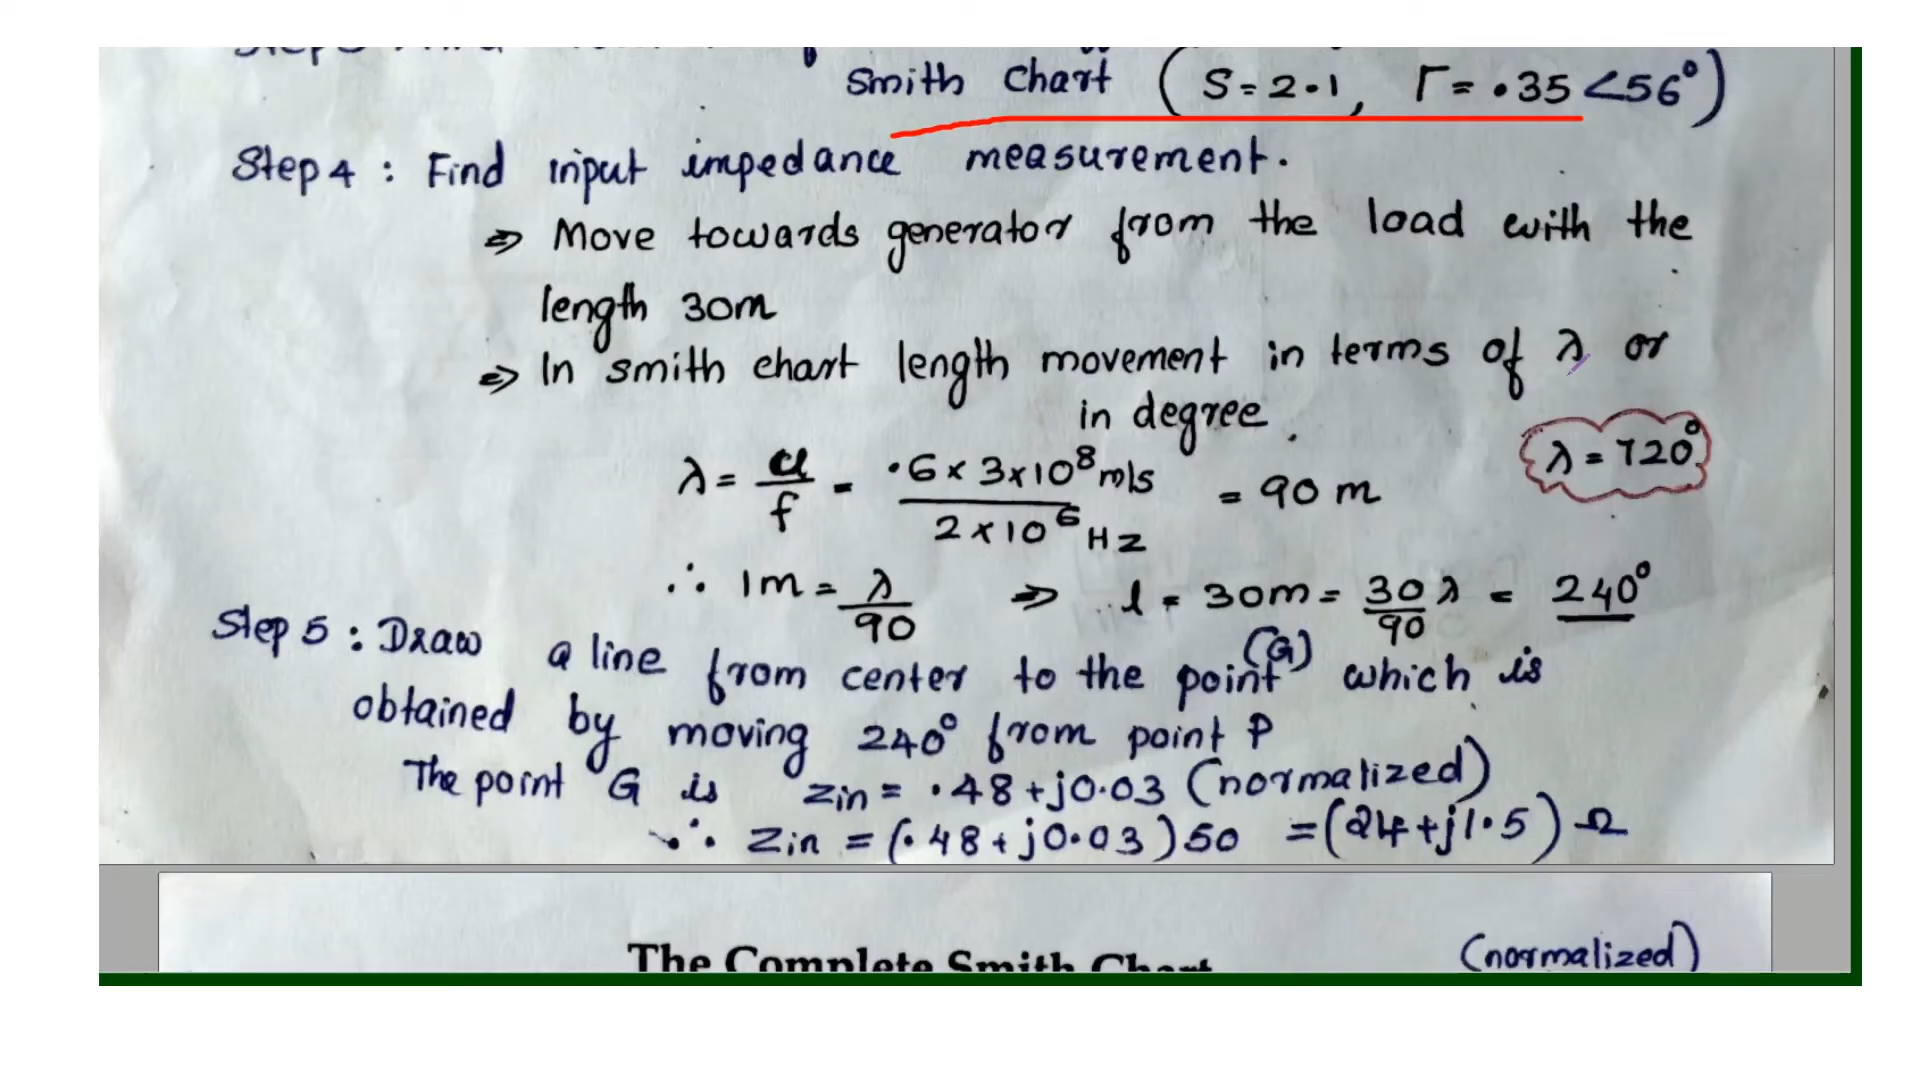 Smith Chart ( S = 2.1, Γ = .35 <56° )
Step 4 : Find input impedance measurement.
=> Move towards generator from the load with the
length 30m
=> In smith chart length movement in terms of λ or
in degree.
λ = 720°
λ = u/f = .6 x 3 x 10^8 m/s / 2 x 10^6 Hz = 90 m
∴ 1m = λ/90 => l = 30m = 30/90 λ = 240°
Step 5 : Draw a line from center to the point (G) which is
obtained by moving 240° from point P
The point G is Zin = .48 + j0.03 (normalized)
∴ Zin = (.48 + j0.03) 50 = (24 + j1.5) Ω
The Complete Smith Chart
(normalized)